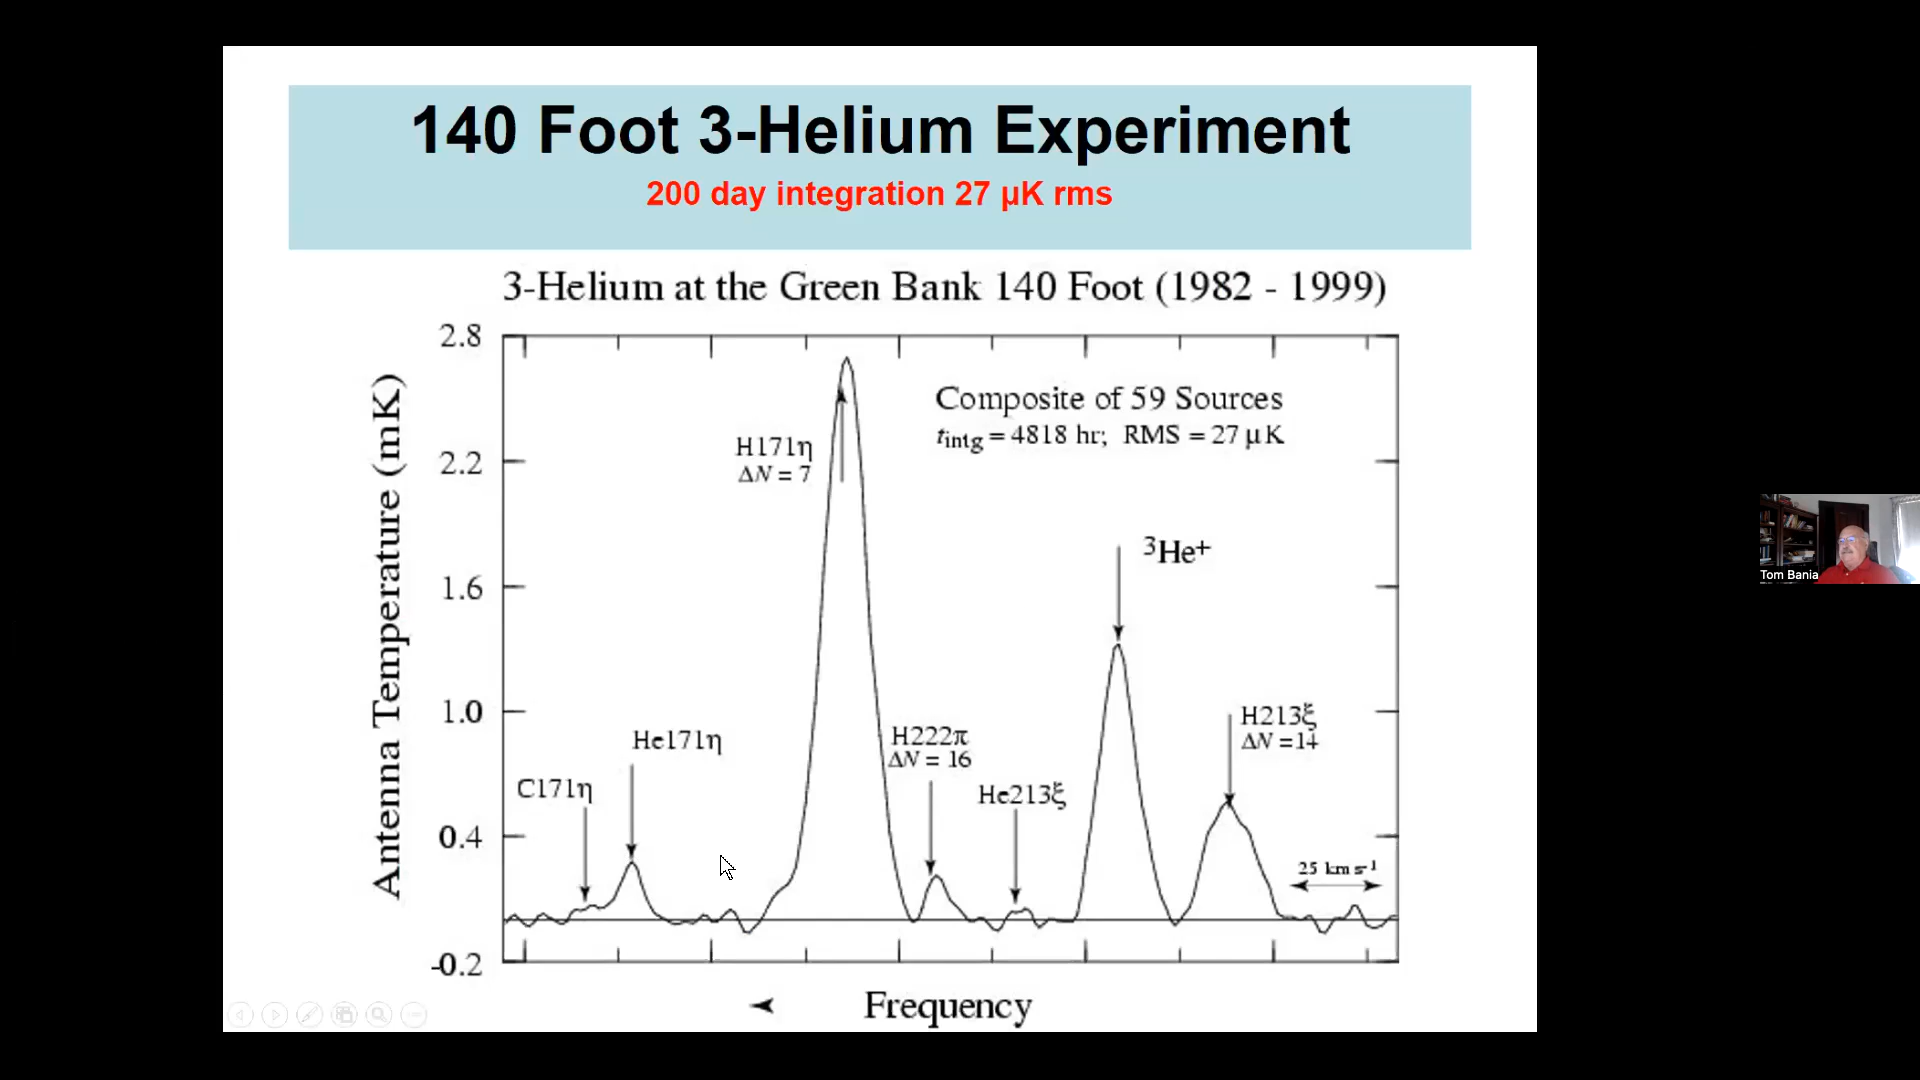 140 Foot 3-Helium Experiment
200 day integration 27 µK rms
3-Helium at the Green Bank 140 Foot (1982 - 1999)
2.8
2.2
1.6
1.0
0.4
-0.2
Antenna Temperature (mK)
Composite of 59 Sources
tintg = 4818 hr; RMS = 27 µK
H171η
ΔN = 7
³He⁺
H213ξ
ΔN =14
H222π
ΔN = 16
He171η
C171η
He213ξ
25 km s⁻¹
Frequency
Tom Bania